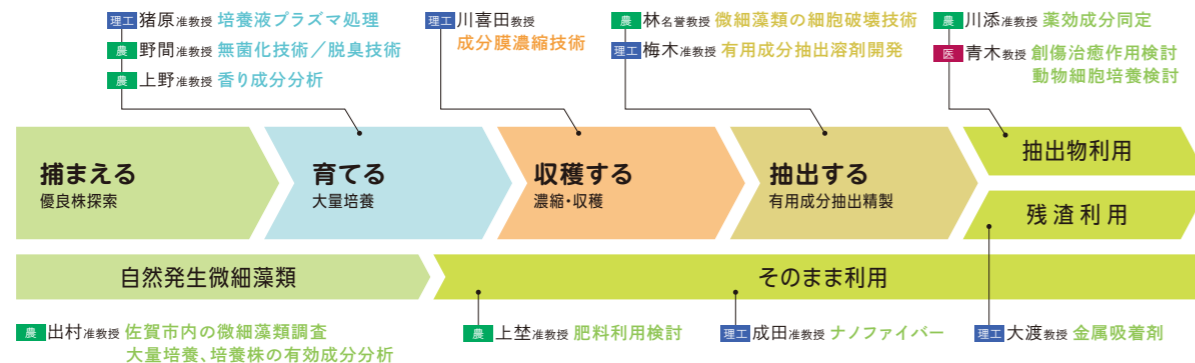 理工 猪原准教授 培養液プラズマ処理
農 野間准教授 無菌化技術／脱臭技術
農 上野准教授 香り成分分析
理工 川喜田教授
成分膜濃縮技術
農 林名誉教授 微細藻類の細胞破壊技術
理工 梅木准教授 有用成分抽出溶剤開発
農 川添准教授 薬効成分同定
医 青木教授 創傷治癒作用検討
動物細胞培養検討
捕まえる
優良株探索
育てる
大量培養
収穫する
濃縮・収穫
抽出する
有用成分抽出精製
抽出物利用
残渣利用
自然発生微細藻類
そのまま利用
農 出村准教授 佐賀市内の微細藻類調査
大量培養、培養株の有効成分分析
農 上埜准教授 肥料利用検討
理工 成田准教授 ナノファイバー
理工 大渡教授 金属吸着剤